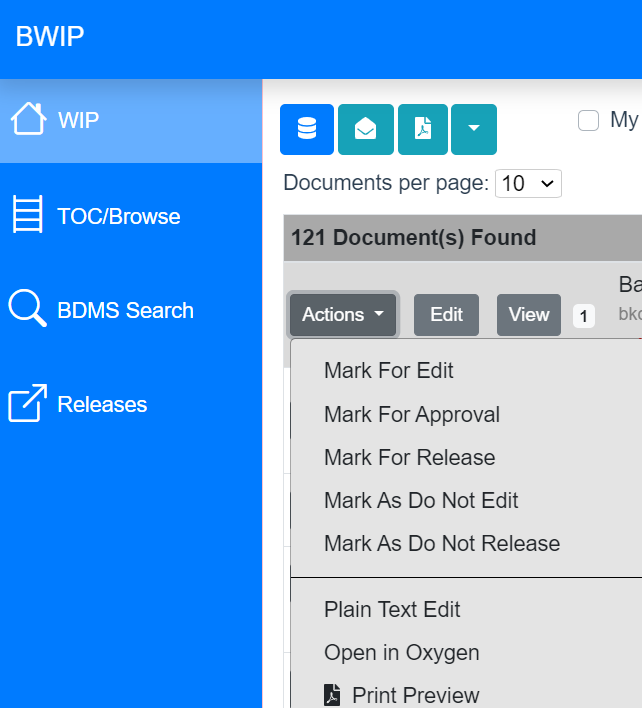 BWIP
WIP
TOC/Browse
BDMS Search
Releases
My
Documents per page: 10
121 Document(s) Found
Actions Edit View 1
Ba
Mark For Edit
Mark For Approval
Mark For Release
Mark As Do Not Edit
Mark As Do Not Release
Plain Text Edit
Open in Oxygen
Print Preview